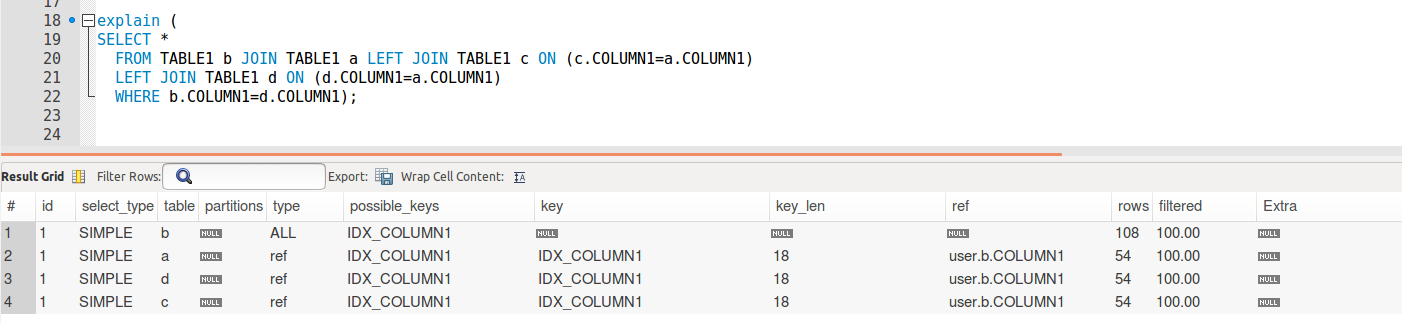 17
18 explain (
19 SELECT *
20 FROM TABLE1 b JOIN TABLE1 a LEFT JOIN TABLE1 c ON (c.COLUMN1=a.COLUMN1)
21 LEFT JOIN TABLE1 d ON (d.COLUMN1=a.COLUMN1)
22 WHERE b.COLUMN1=d.COLUMN1);
23
24
Result Grid Filter Rows: Export: Wrap Cell Content: IA
# id select_type table partitions type possible_keys key key_len ref rows filtered Extra
1 1 SIMPLE b NULL ALL IDX_COLUMN1 NULL NULL NULL 108 100.00 NULL
2 1 SIMPLE a NULL ref IDX_COLUMN1 IDX_COLUMN1 18 user.b.COLUMN1 54 100.00 NULL
3 1 SIMPLE d NULL ref IDX_COLUMN1 IDX_COLUMN1 18 user.b.COLUMN1 54 100.00 NULL
4 1 SIMPLE c NULL ref IDX_COLUMN1 IDX_COLUMN1 18 user.b.COLUMN1 54 100.00 NULL